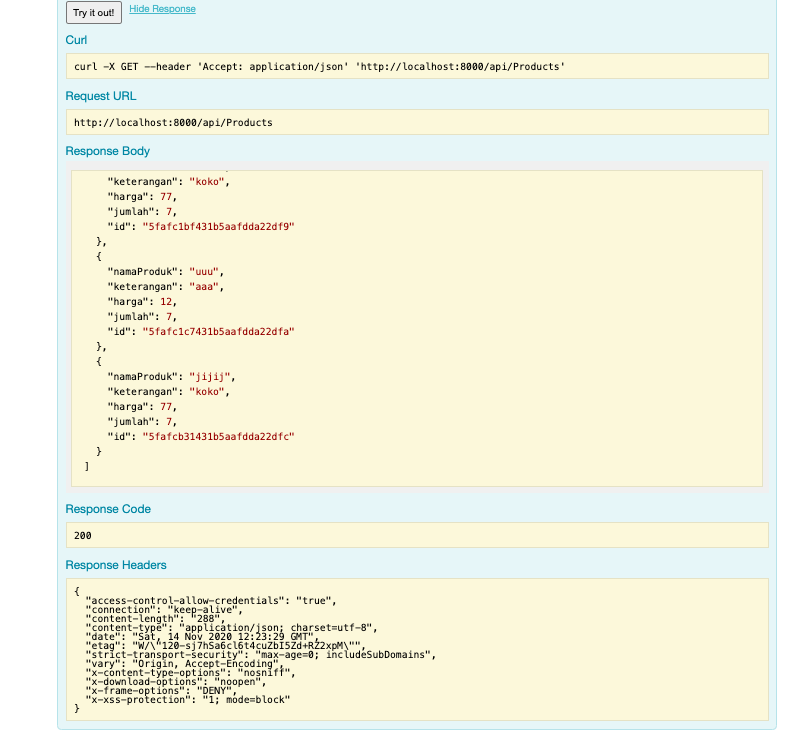 Try it out! Hide Response
Curl
curl -X GET --header 'Accept: application/json' 'http://localhost:8000/api/Products'
Request URL
http://localhost:8000/api/Products
Response Body
"keterangan": "koko",
"harga": 77,
"jumlah": 7,
"id": "5fafc1bf431b5aafdda22df9"
},
{
"namaProduk": "uuu",
"keterangan": "aaa",
"harga": 12,
"jumlah": 7,
"id": "5fafc1c7431b5aafdda22dfa"
},
{
"namaProduk": "jijij",
"keterangan": "koko",
"harga": 77,
"jumlah": 7,
"id": "5fafcb31431b5aafdda22dfc"
}
]
Response Code
200
Response Headers
{
"access-control-allow-credentials": "true",
"connection": "keep-alive",
"content-length": "288",
"content-type": "application/json; charset=utf-8",
"date": "Sat, 14 Nov 2020 12:23:29 GMT",
"etag": "W/\"120-sj7hSa6cl6t4cuZbI5Zd+RZ2xpM\"",
"strict-transport-security": "max-age=0; includeSubDomains",
"vary": "Origin, Accept-Encoding",
"x-content-type-options": "nosniff",
"x-download-options": "noopen",
"x-frame-options": "DENY",
"x-xss-protection": "1; mode=block"
}